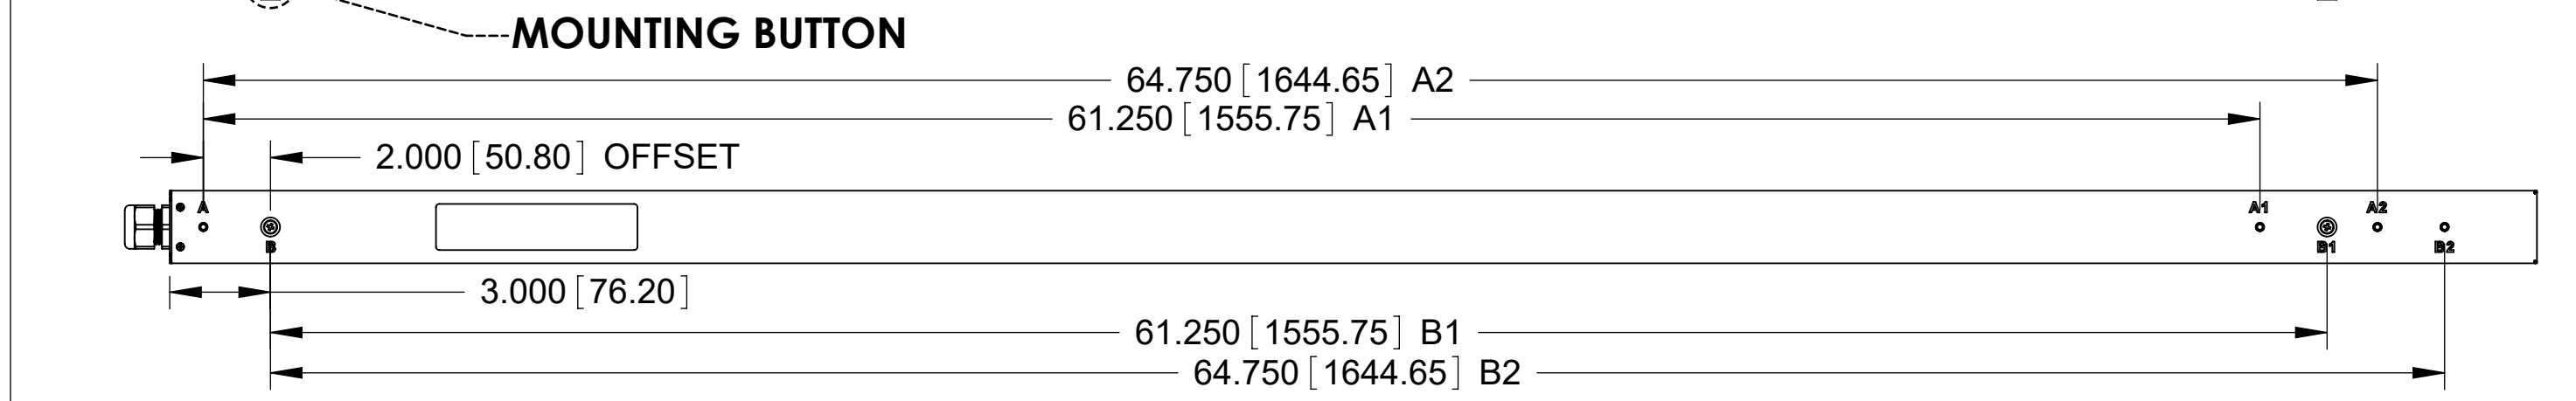 MOUNTING BUTTON
64.750 [1644.65] A2
61.250 [1555.75] A1
2.000 [50.80] OFFSET
A A1 A2
B B1 B2
3.000 [76.20]
61.250 [1555.75] B1
64.750 [1644.65] B2